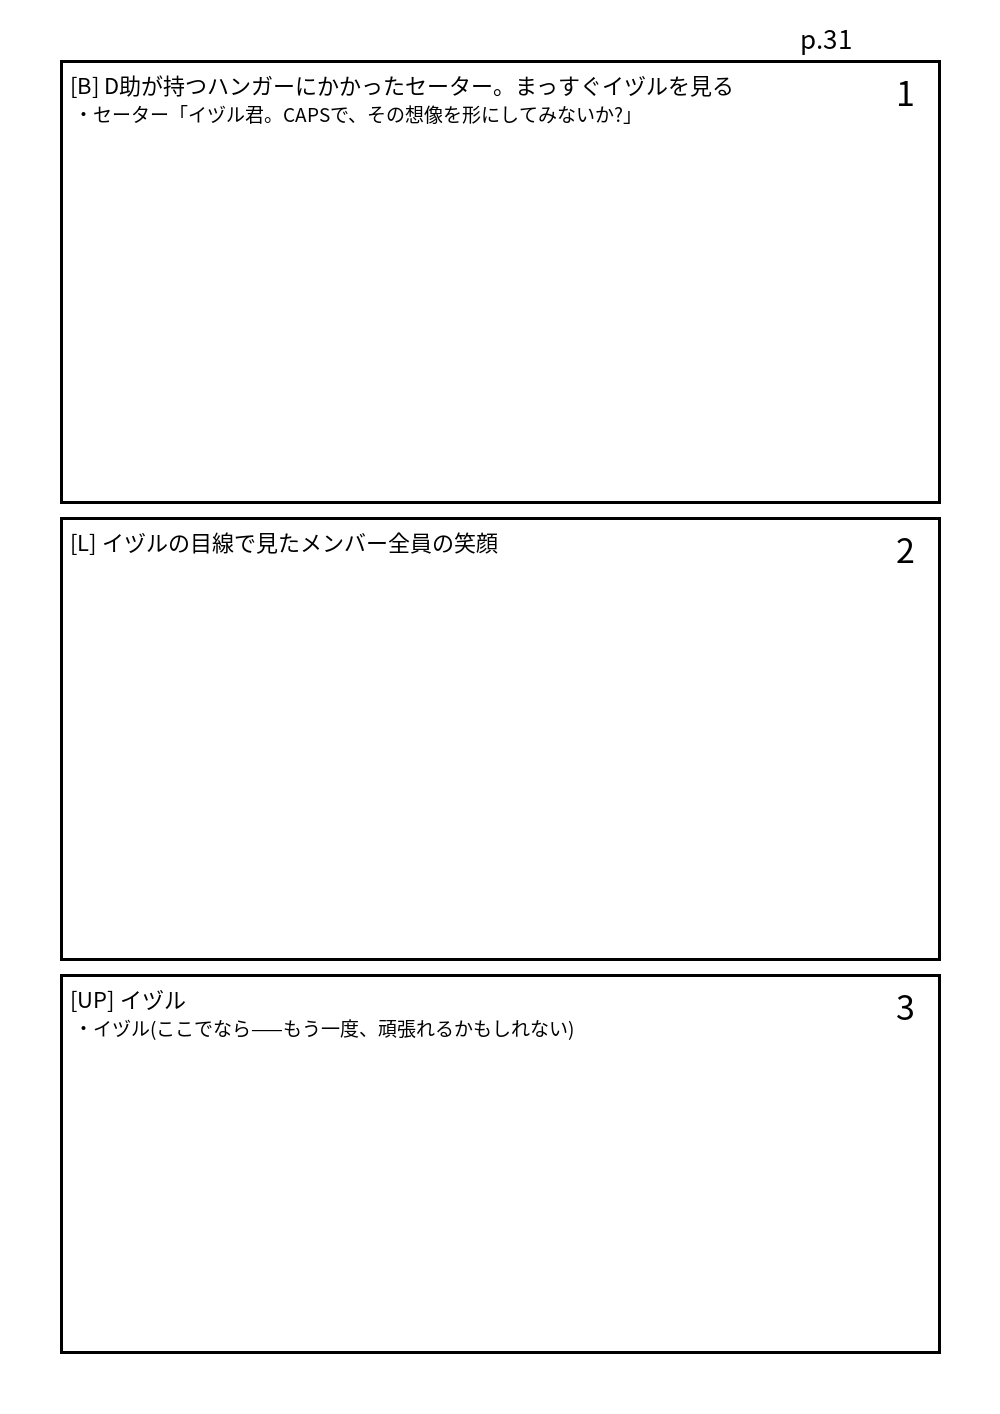 p.31
[B] D助が持つハンガーにかかったセーター。まっすぐイヅルを見る
1
・セーター「イヅル君。CAPSで、その想像を形にしてみないか?」
[L] イヅルの目線で見たメンバー全員の笑顔
2
[UP] イヅル
3
・イヅル(ここでなら――もう一度、頑張れるかもしれない)